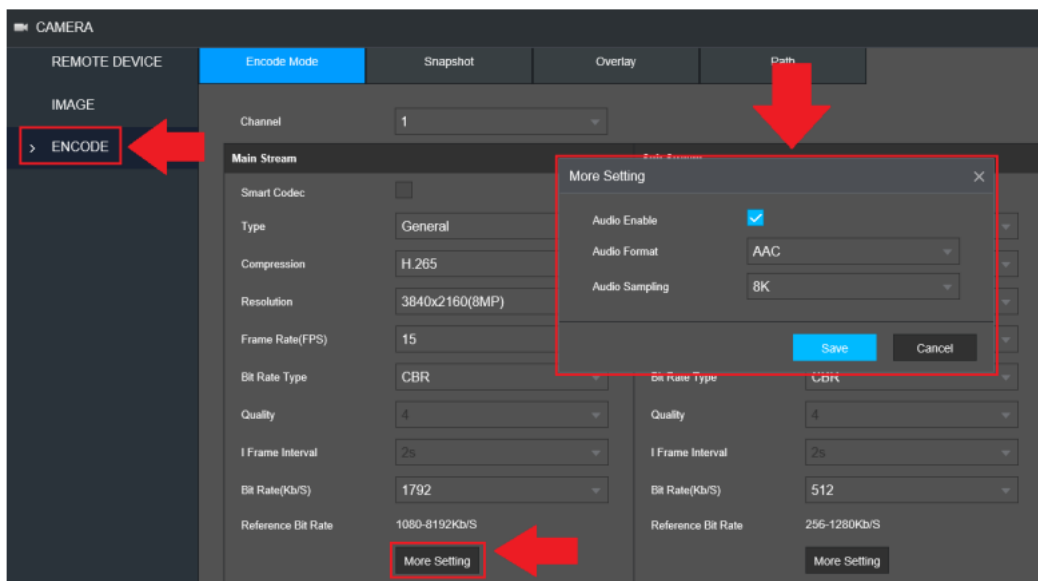 CAMERA
REMOTE DEVICE
IMAGE
> ENCODE
Encode Mode Snapshot Overlay Path
Channel 1
Main Stream Sub Stream
Smart Codec
Type General
Compression H.265
Resolution 3840x2160(8MP)
Frame Rate(FPS) 15
Bit Rate Type CBR Bit Rate Type CBR
Quality 4 Quality 4
I Frame Interval 2s I Frame Interval 2s
Bit Rate(Kb/S) 1792 Bit Rate(Kb/S) 512
Reference Bit Rate 1080-8192Kb/S Reference Bit Rate 256-1280Kb/S
More Setting More Setting
More Setting
Audio Enable
Audio Format AAC
Audio Sampling 8K
Save Cancel